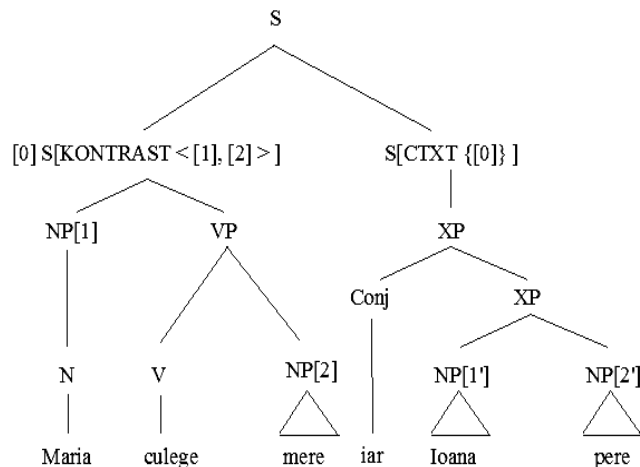 S
[0] S[KONTRAST < [1], [2] > ] S[CTXT {[0]} ]
NP[1] VP XP
Conj XP
N V NP[2] NP[1'] NP[2']
Maria culege mere iar Ioana pere